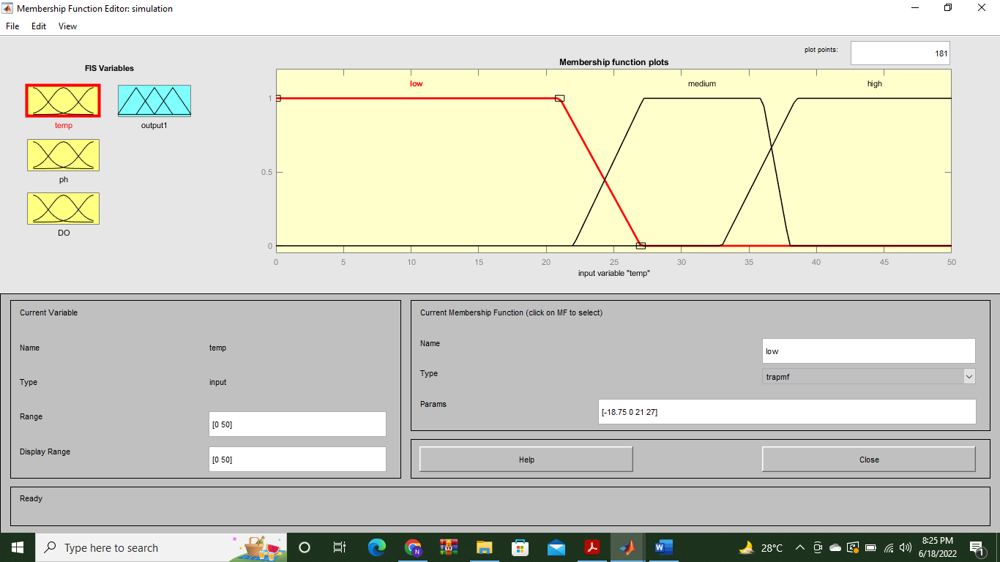 Membership Function Editor: simulation
File Edit View
FIS Variables
temp
output1
ph
DO
plot points:
181
Membership function plots
low
medium
high
1
0.5
0
0 5 10 15 20 25 30 35 40 45 50
input variable "temp"
Current Variable
Name
temp
Type
input
Range
[0 50]
Display Range
[0 50]
Current Membership Function (click on MF to select)
Name
low
Type
trapmf
Params
[-18.75 0 21 27]
Help
Close
Ready
Type here to search
N
W
28°C
8:25 PM
6/18/2022
1